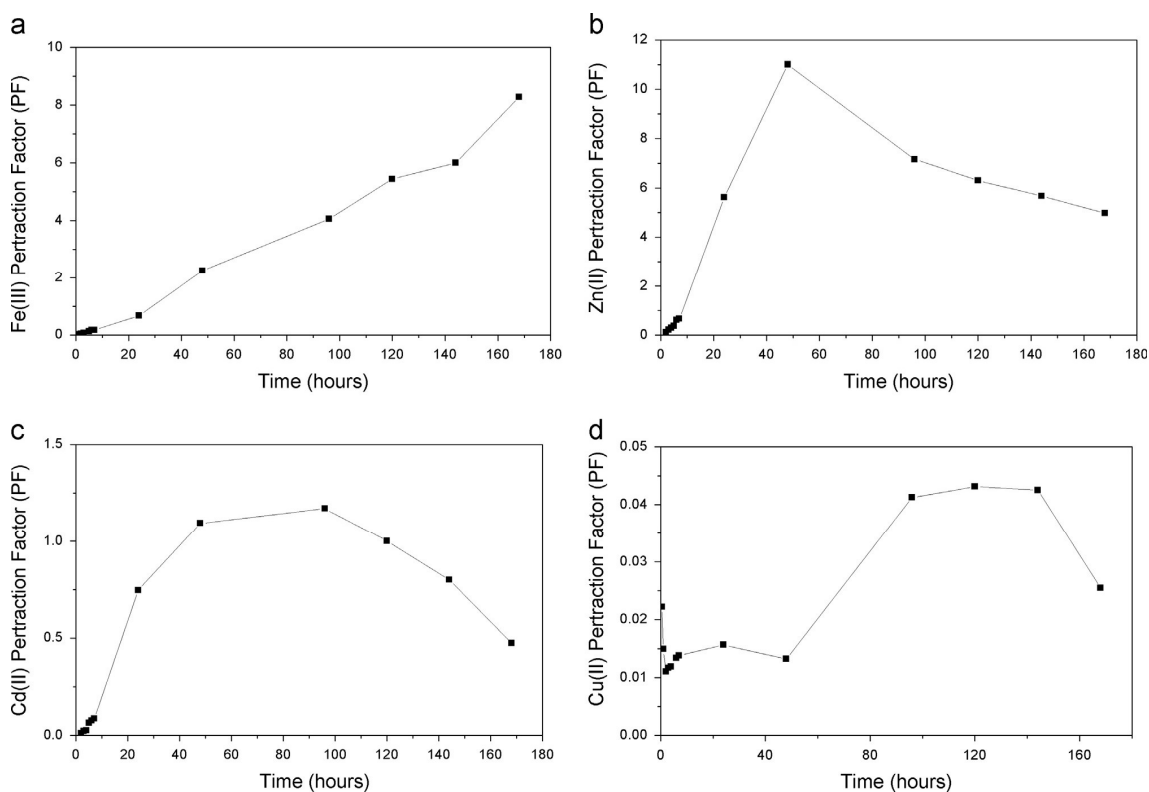 a
Fe(III) Pertraction Factor (PF)
10
8
6
4
2
0
0 20 40 60 80 100 120 140 160 180
Time (hours)
b
Zn(II) Pertraction Factor (PF)
12
10
8
6
4
2
0
0 20 40 60 80 100 120 140 160 180
Time (hours)
c
Cd(II) Pertraction Factor (PF)
1.5
1.0
0.5
0.0
0 20 40 60 80 100 120 140 160 180
Time (hours)
d
Cu(II) Pertraction Factor (PF)
0.05
0.04
0.03
0.02
0.01
0.00
0 40 80 120 160
Time (hours)